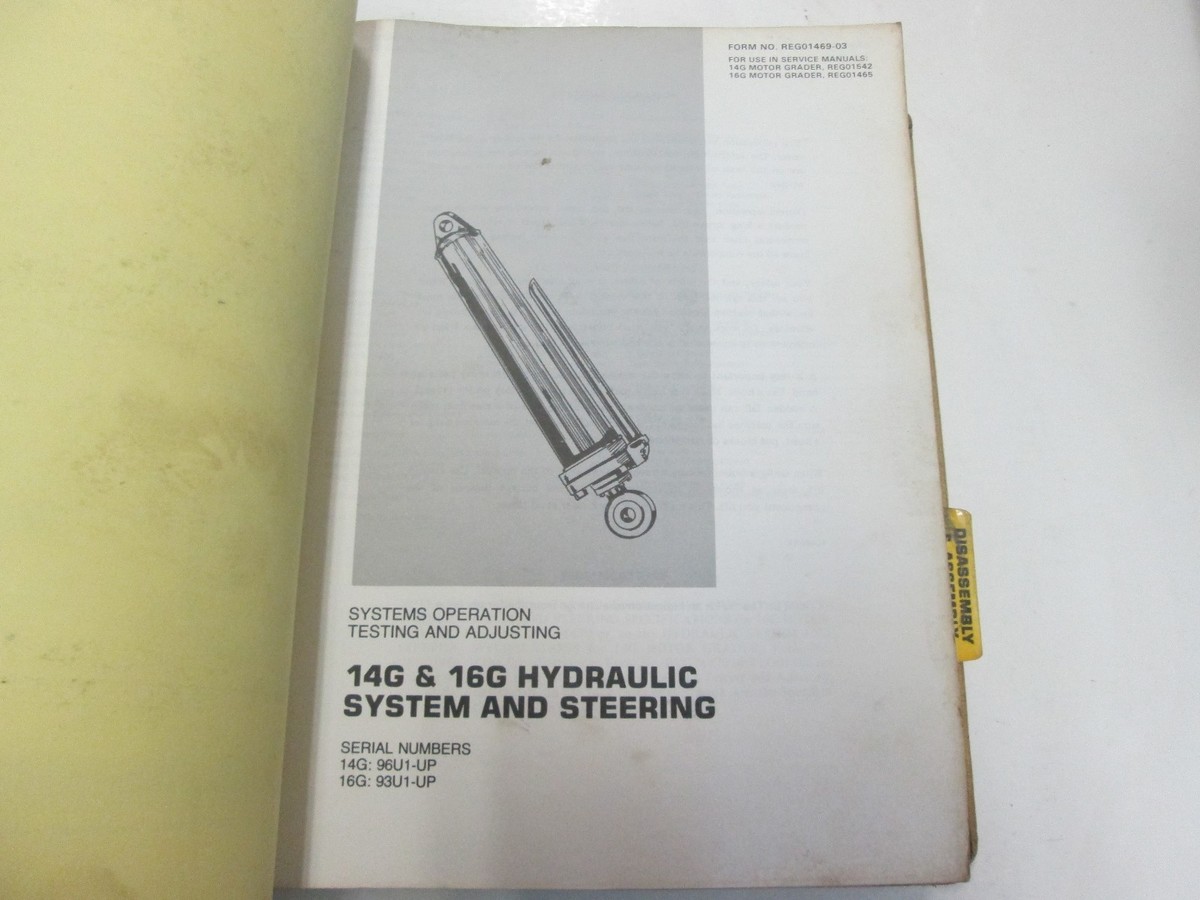 FORM NO. REG01469-03
FOR USE IN SERVICE MANUALS:
14G MOTOR GRADER, REG01542
16G MOTOR GRADER, REG01465
SYSTEMS OPERATION
TESTING AND ADJUSTING
14G & 16G HYDRAULIC
SYSTEM AND STEERING
SERIAL NUMBERS
14G: 96U1-UP
16G: 93U1-UP
DISASSEMBLY